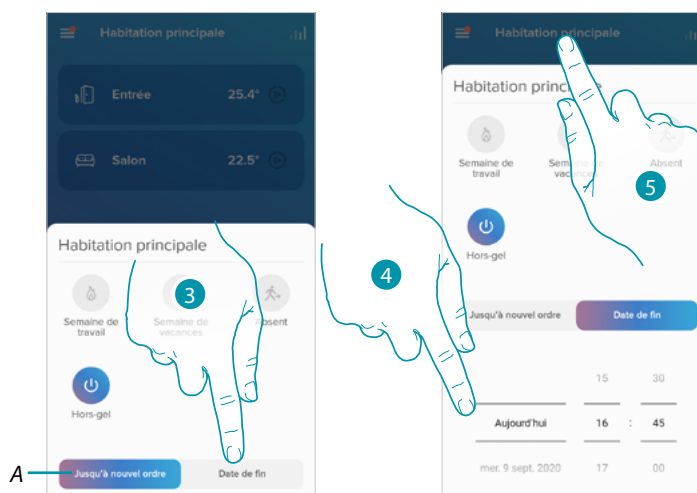 Habitation principale
Entrée 25.4°
Salon 22.5°
Habitation principale
3
Semaine de travail
Semaine de vacances
Absent
Hors-gel
A
Jusqu'à nouvel ordre
Date de fin
Habitation principale
Habitation princ
5
Semaine de travail
Absent
Hors-gel
4
Jusqu'à nouvel ordre
Date de fin
15 30
Aujourd'hui 16 : 45
mer. 9 sept. 2020 17 00